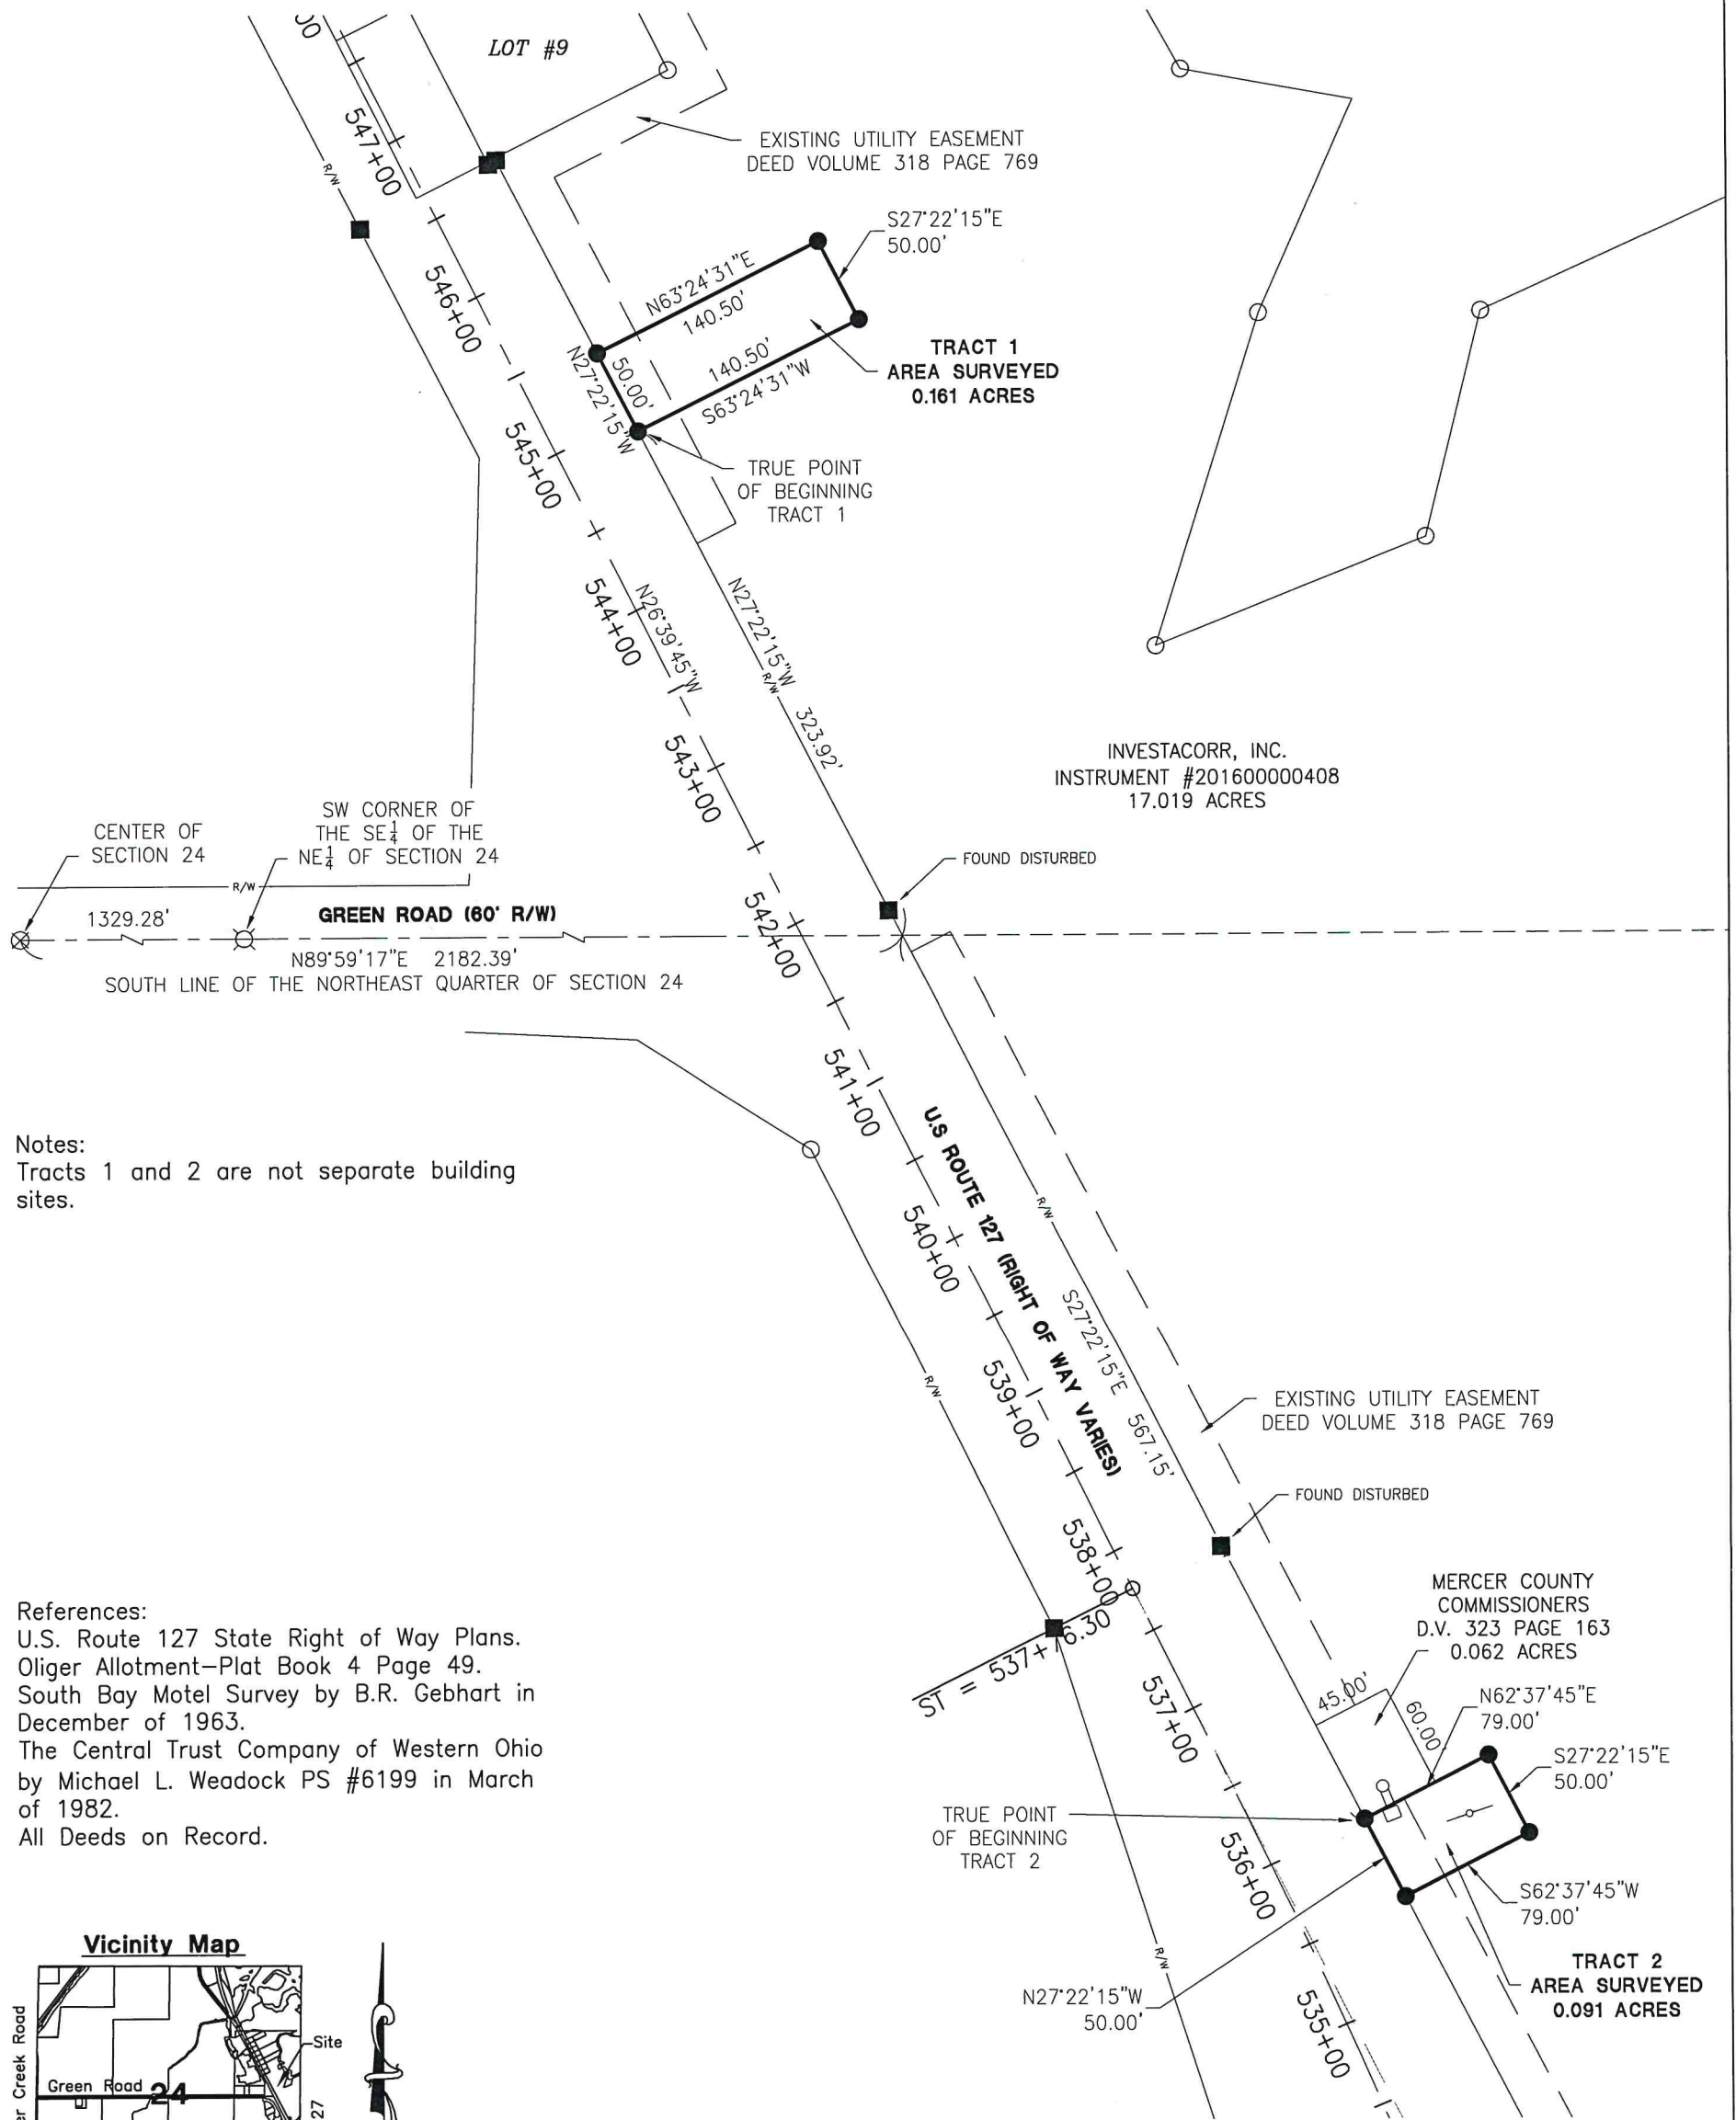 LOT #9
00
547+00
R/W
EXISTING UTILITY EASEMENT
DEED VOLUME 318 PAGE 769
S27°22'15"E
50.00'
N63°24'31"E
140.50'
546+00
TRACT 1
AREA SURVEYED
0.161 ACRES
140.50'
S63°24'31"W
50.00'
N27°22'15"W
545+00
TRUE POINT
OF BEGINNING
TRACT 1
544+00
N26°39'45"W
N27°22'15"W 323.92'
R/W
543+00
INVESTACORR, INC.
INSTRUMENT #201600000408
17.019 ACRES
CENTER OF
SECTION 24
SW CORNER OF
THE SE1/4 OF THE
NE1/4 OF SECTION 24
FOUND DISTURBED
R/W
1329.28'
GREEN ROAD (60' R/W)
N89°59'17"E 2182.39'
SOUTH LINE OF THE NORTHEAST QUARTER OF SECTION 24
542+00
541+00
Notes:
Tracts 1 and 2 are not separate building
sites.
U.S ROUTE 127 (RIGHT OF WAY VARIES)
R/W
540+00
S27°22'15"E 567.15'
539+00
R/W
EXISTING UTILITY EASEMENT
DEED VOLUME 318 PAGE 769
FOUND DISTURBED
538+00
MERCER COUNTY
COMMISSIONERS
D.V. 323 PAGE 163
0.062 ACRES
References:
U.S. Route 127 State Right of Way Plans.
Oliger Allotment-Plat Book 4 Page 49.
South Bay Motel Survey by B.R. Gebhart in
December of 1963.
The Central Trust Company of Western Ohio
by Michael L. Weadock PS #6199 in March
of 1982.
All Deeds on Record.
45.00'
60.00'
N62°37'45"E
79.00'
537+00
S27°22'15"E
50.00'
TRUE POINT
OF BEGINNING
TRACT 2
536+00
S62°37'45"W
79.00'
R/W
TRACT 2
AREA SURVEYED
0.091 ACRES
N27°22'15"W
50.00'
535+00
Vicinity Map
Creek Road
Site
Green Road 24
27